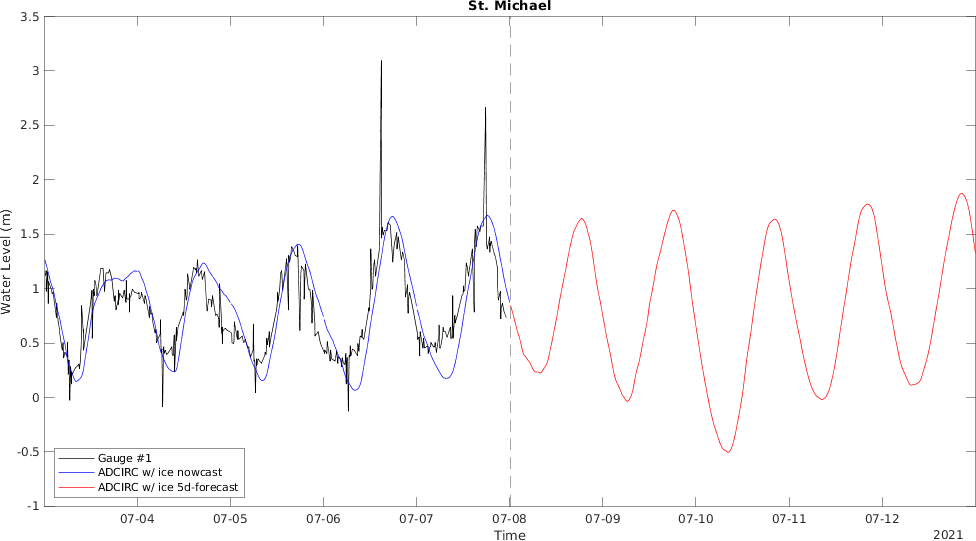 St. Michael
3.5
3
2.5
2
1.5
1
0.5
0
-0.5
-1
Water Level (m)
Gauge #1
ADCIRC w/ ice nowcast
ADCIRC w/ ice 5d-forecast
07-04 07-05 07-06 07-07 07-08 07-09 07-10 07-11 07-12
Time
2021